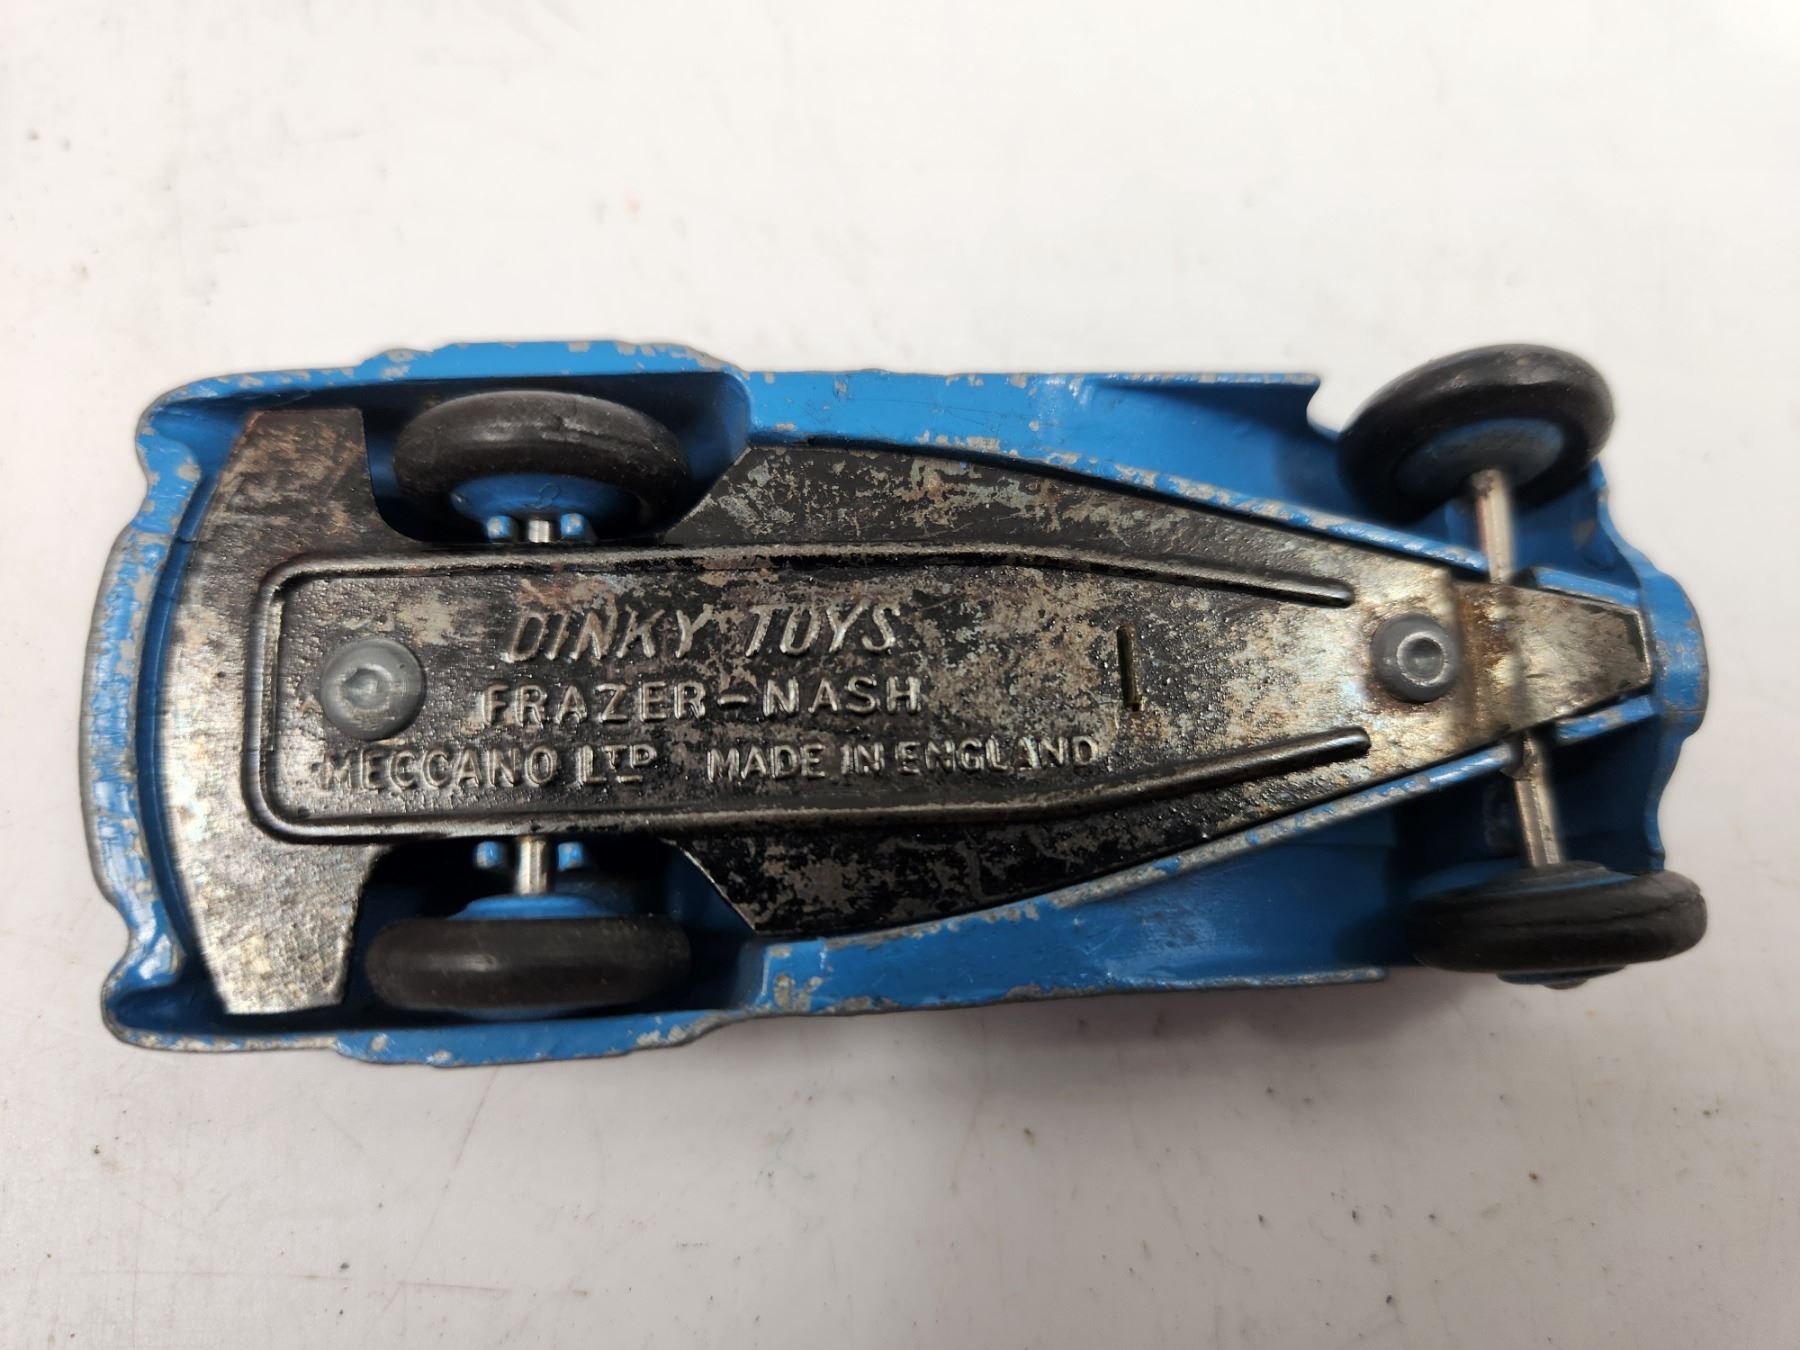 DINKY TOYS
FRAZER-NASH
MECCANO LTD MADE IN ENGLAND